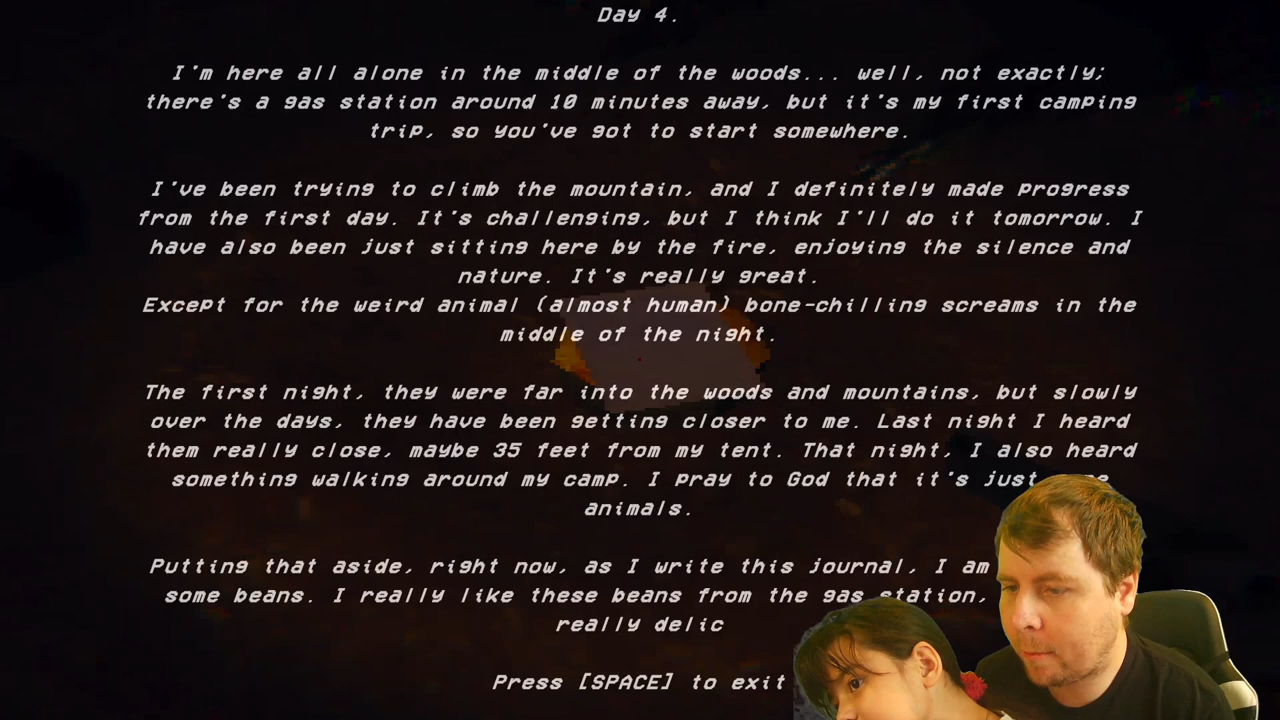 Day 4.
I'm here all alone in the middle of the woods... well, not exactly;
there's a gas station around 10 minutes away, but it's my first camping
trip, so you've got to start somewhere.
I've been trying to climb the mountain, and I definitely made progress
from the first day. It's challenging, but I think I'll do it tomorrow. I
have also been just sitting here by the fire, enjoying the silence and
nature. It's really great.
Except for the weird animal (almost human) bone-chilling screams in the
middle of the night.
The first night, they were far into the woods and mountains, but slowly
over the days, they have been getting closer to me. Last night I heard
them really close, maybe 35 feet from my tent. That night, I also heard
something walking around my camp. I pray to God that it's just
animals.
Putting that aside, right now, as I write this journal, I am
some beans. I really like these beans from the gas station,
really delic
Press [SPACE] to exit